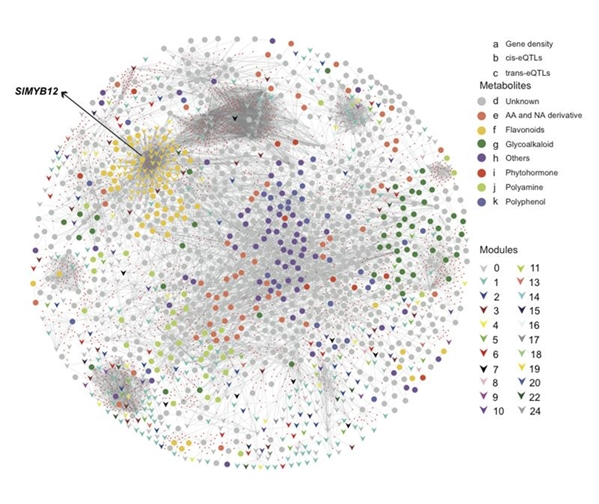 SlMYB12
a Gene density
b cis-eQTLs
c trans-eQTLs
Metabolites
d Unknown
e AA and NA derivative
f Flavonoids
g Glycoalkaloid
h Others
i Phytohormone
j Polyamine
k Polyphenol
Modules
0 11
1 13
2 14
3 15
4 16
5 17
6 18
7 19
8 20
9 22
10 24